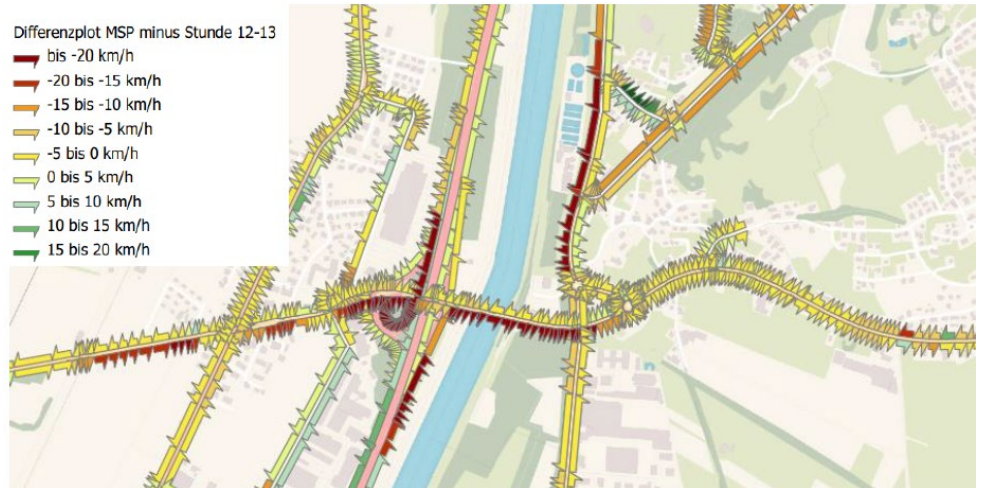 Differenzplot MSP minus Stunde 12-13
bis -20 km/h
-20 bis -15 km/h
-15 bis -10 km/h
-10 bis -5 km/h
-5 bis 0 km/h
0 bis 5 km/h
5 bis 10 km/h
10 bis 15 km/h
15 bis 20 km/h